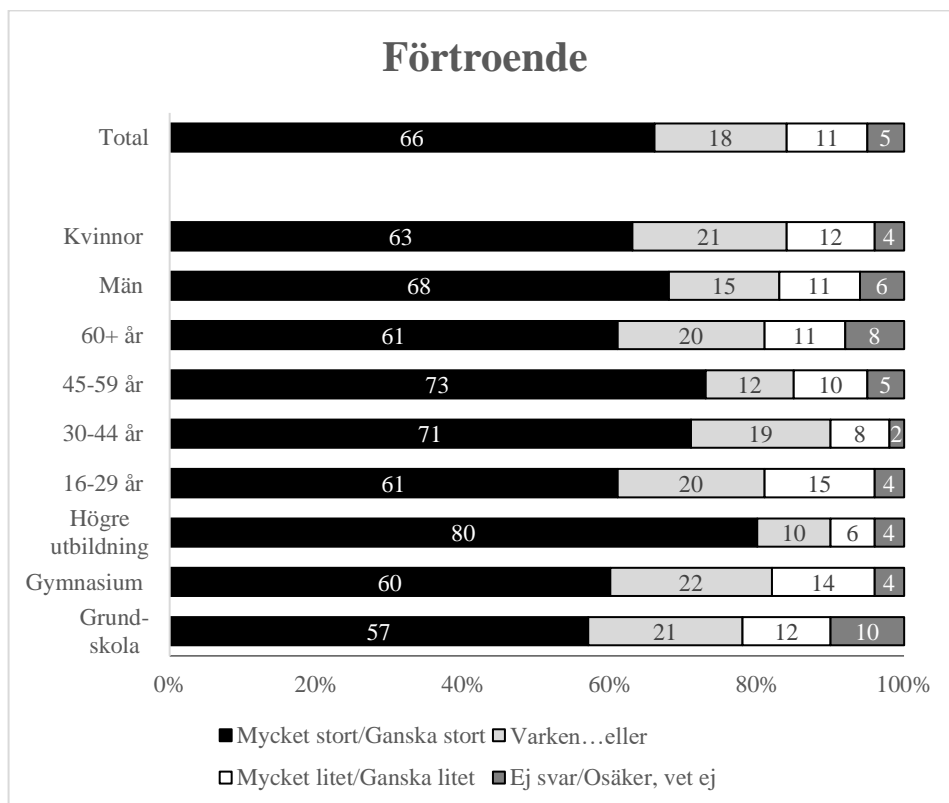 Förtroende
Total 66 18 11 5
Kvinnor 63 21 12 4
Män 68 15 11 6
60+ år 61 20 11 8
45-59 år 73 12 10 5
30-44 år 71 19 8 2
16-29 år 61 20 15 4
Högre
utbildning 80 10 6 4
Gymnasium 60 22 14 4
Grund-
skola 57 21 12 10
0% 20% 40% 60% 80% 100%
Mycket stort/Ganska stort Varken…eller
Mycket litet/Ganska litet Ej svar/Osäker, vet ej